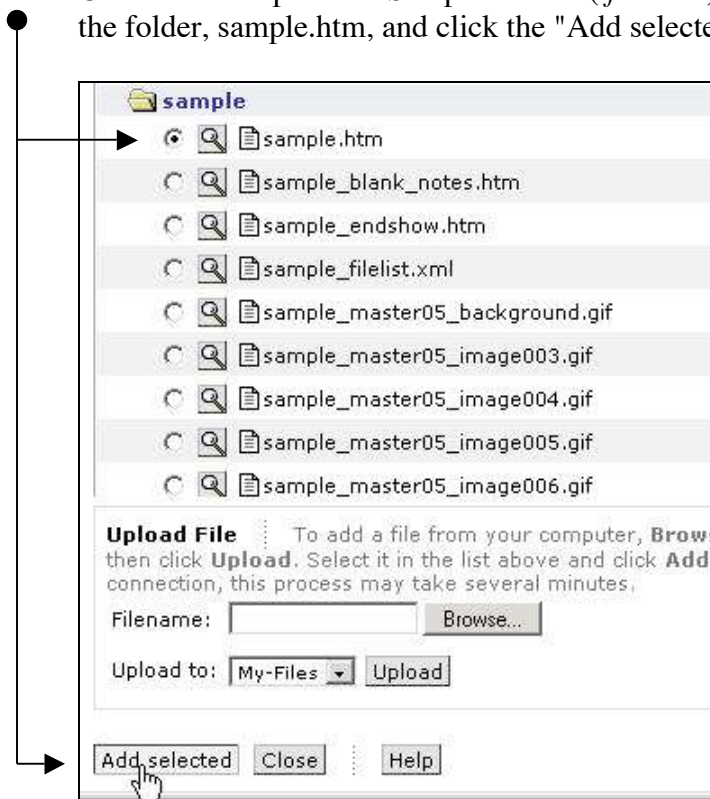 the folder, sample.htm, and click the "Add selecte
sample
sample.htm
sample_blank_notes.htm
sample_endshow.htm
sample_filelist.xml
sample_master05_background.gif
sample_master05_image003.gif
sample_master05_image004.gif
sample_master05_image005.gif
sample_master05_image006.gif
Upload File To add a file from your computer, Brows
then click Upload. Select it in the list above and click Add
connection, this process may take several minutes.
Filename: Browse...
Upload to: My-Files Upload
Add selected Close Help